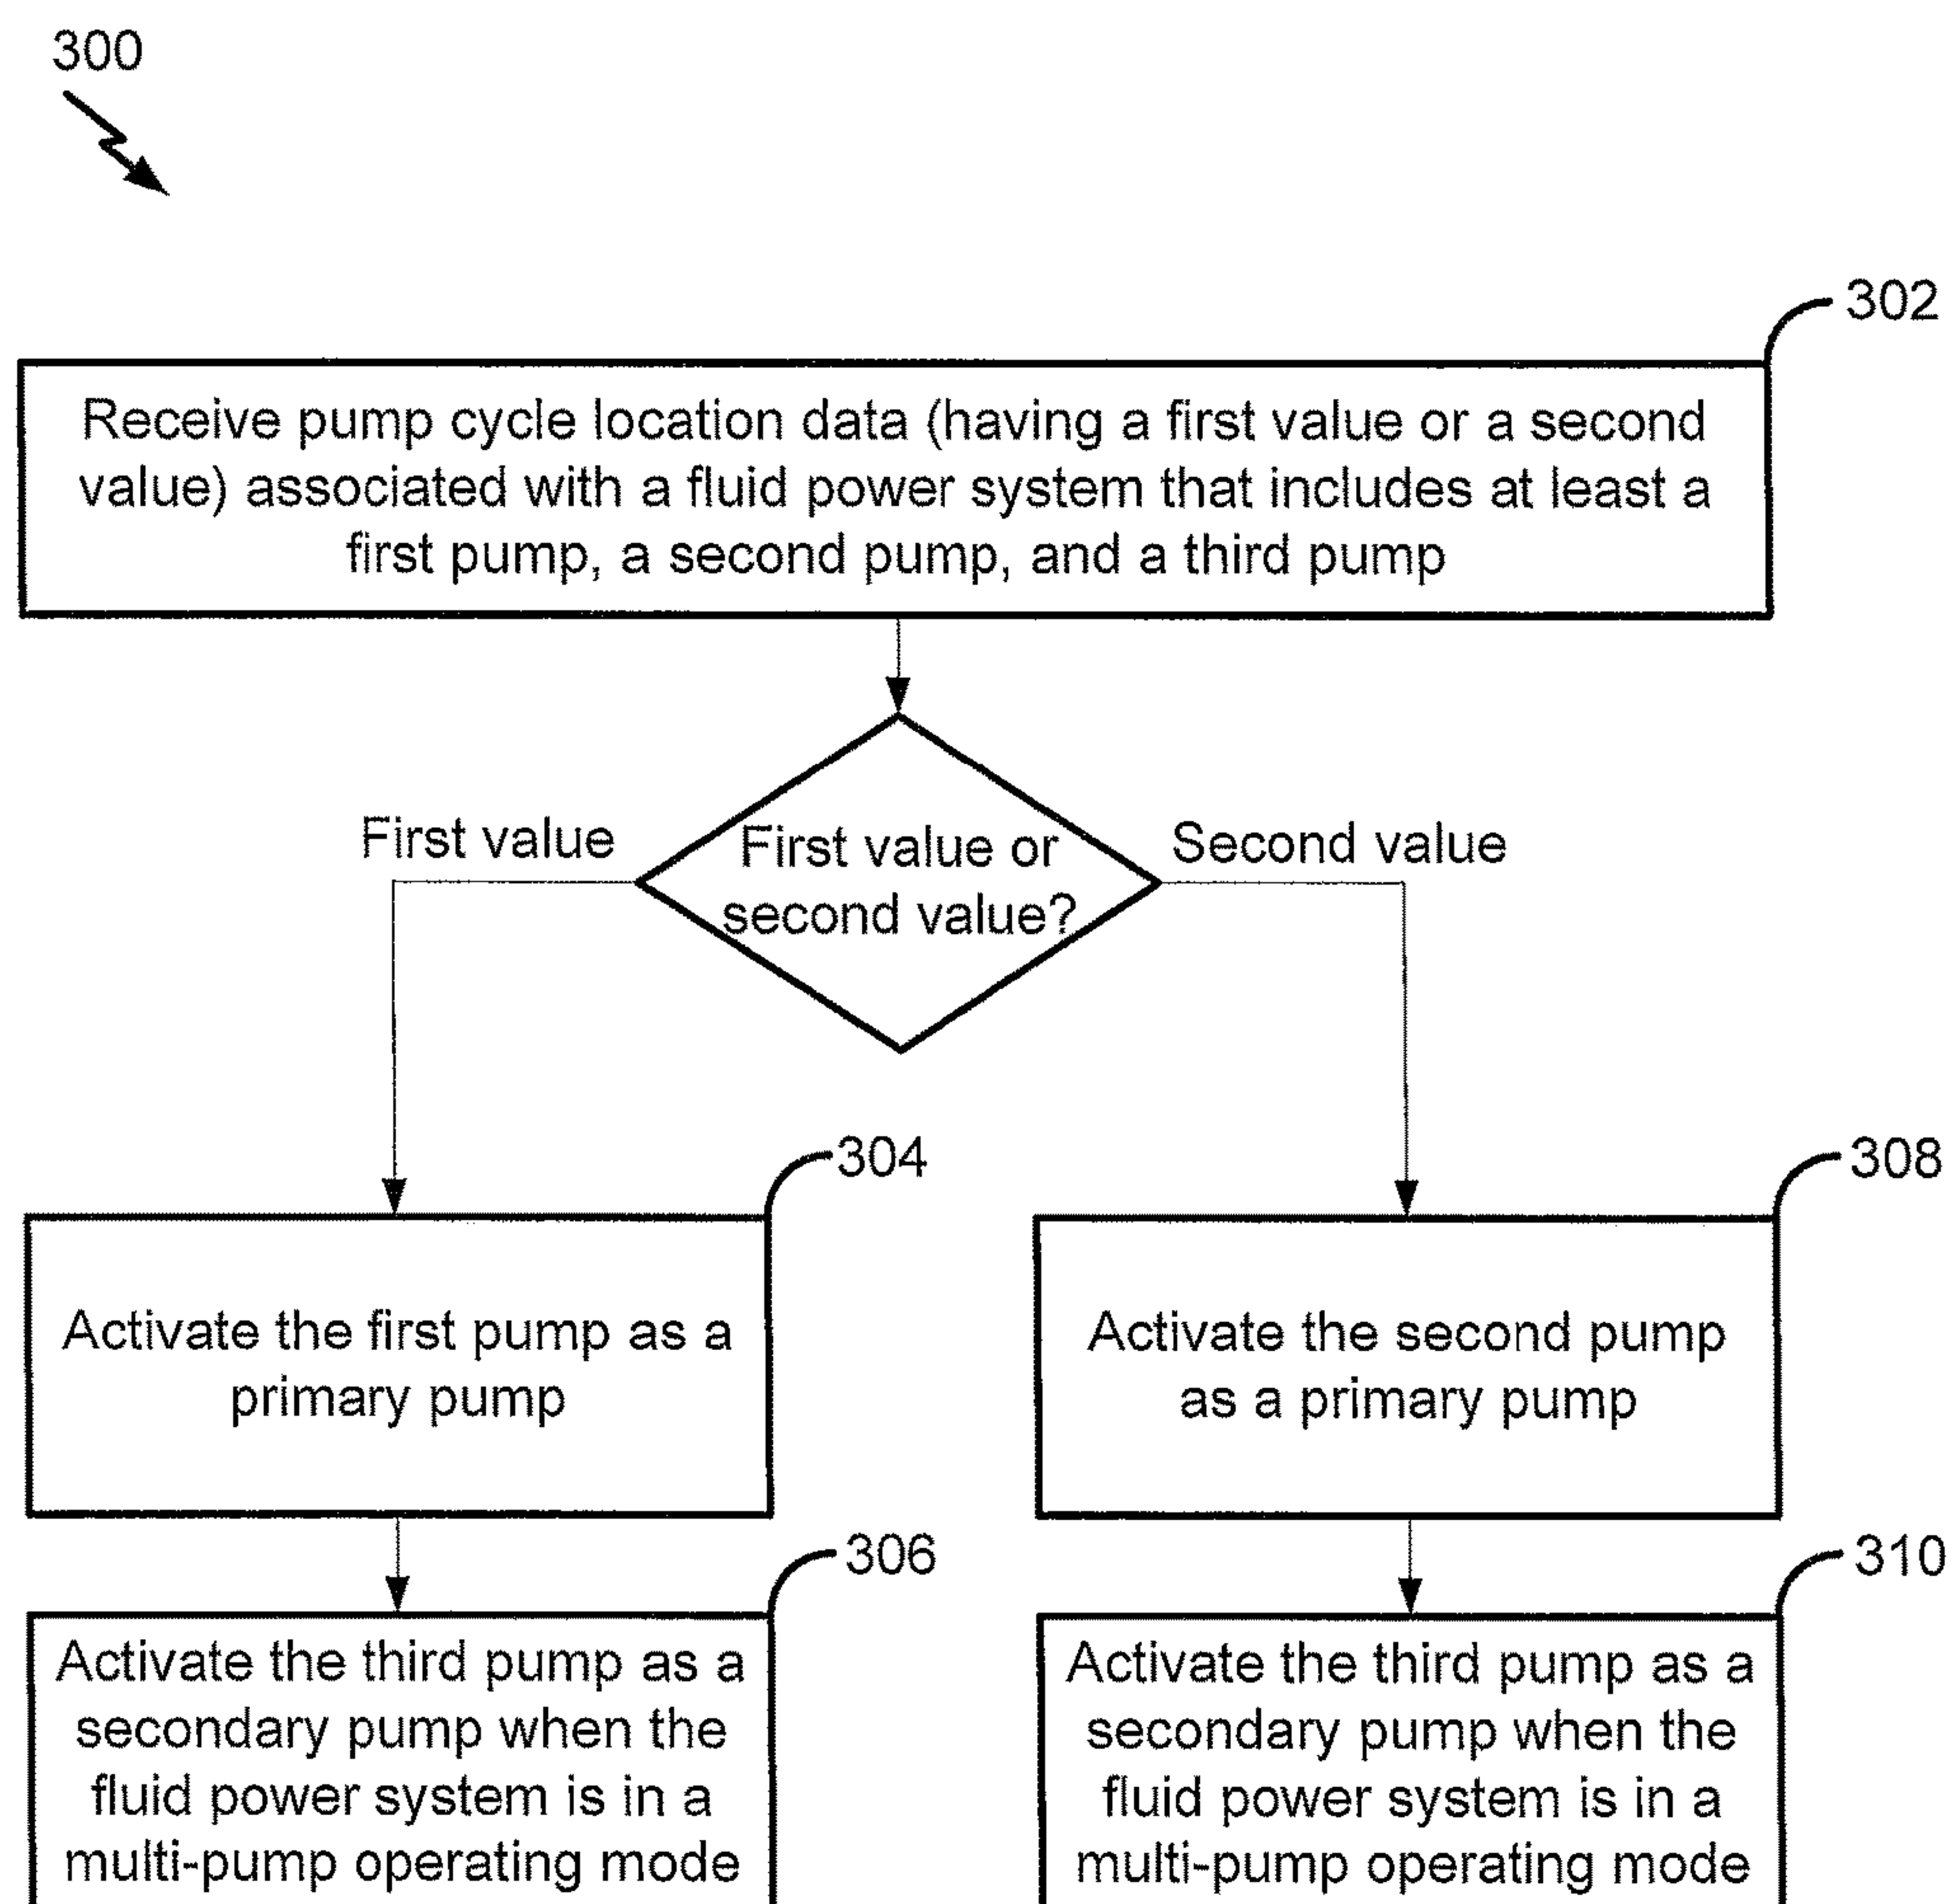 300
302
Receive pump cycle location data (having a first value or a second
value) associated with a fluid power system that includes at least a
first pump, a second pump, and a third pump
First value
First value or
second value?
Second value
304
Activate the first pump as a
primary pump
308
Activate the second pump
as a primary pump
306
Activate the third pump as a
secondary pump when the
fluid power system is in a
multi-pump operating mode
310
Activate the third pump as a
secondary pump when the
fluid power system is in a
multi-pump operating mode